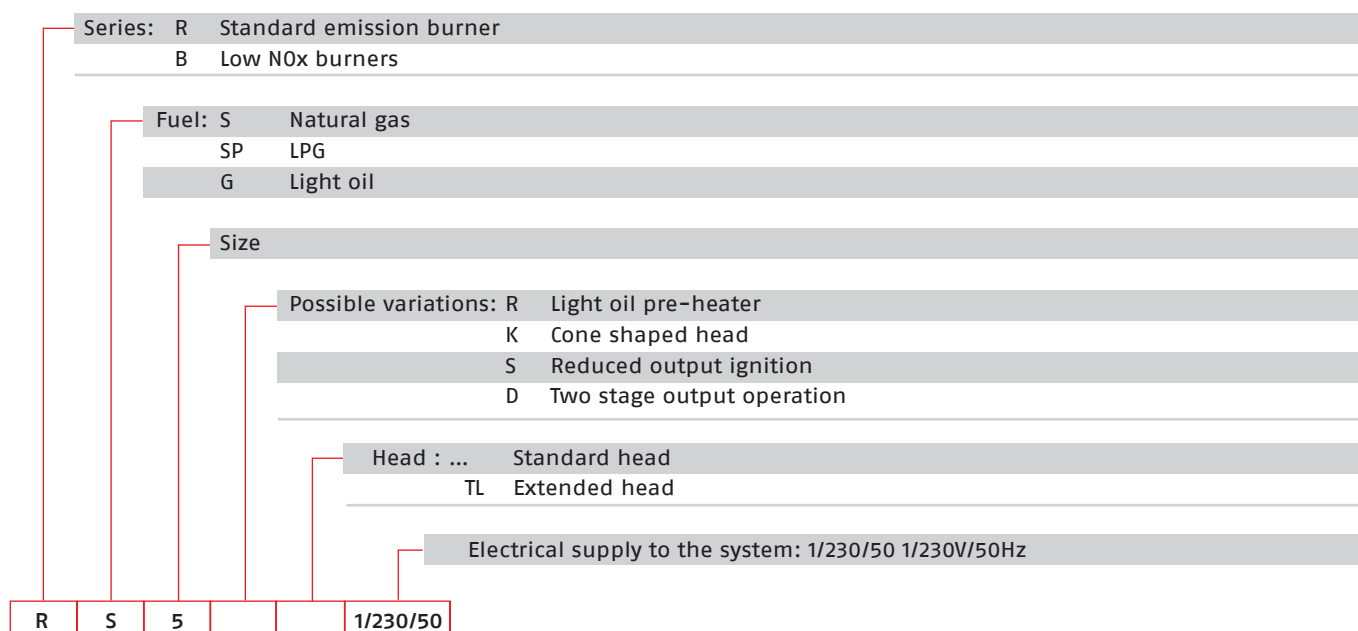 Series: R Standard emission burner
B Low N0x burners
Fuel: S Natural gas
SP LPG
G Light oil
Size
Possible variations: R Light oil pre-heater
K Cone shaped head
S Reduced output ignition
D Two stage output operation
Head : ... Standard head
TL Extended head
Electrical supply to the system: 1/230/50 1/230V/50Hz
R S 5 1/230/50